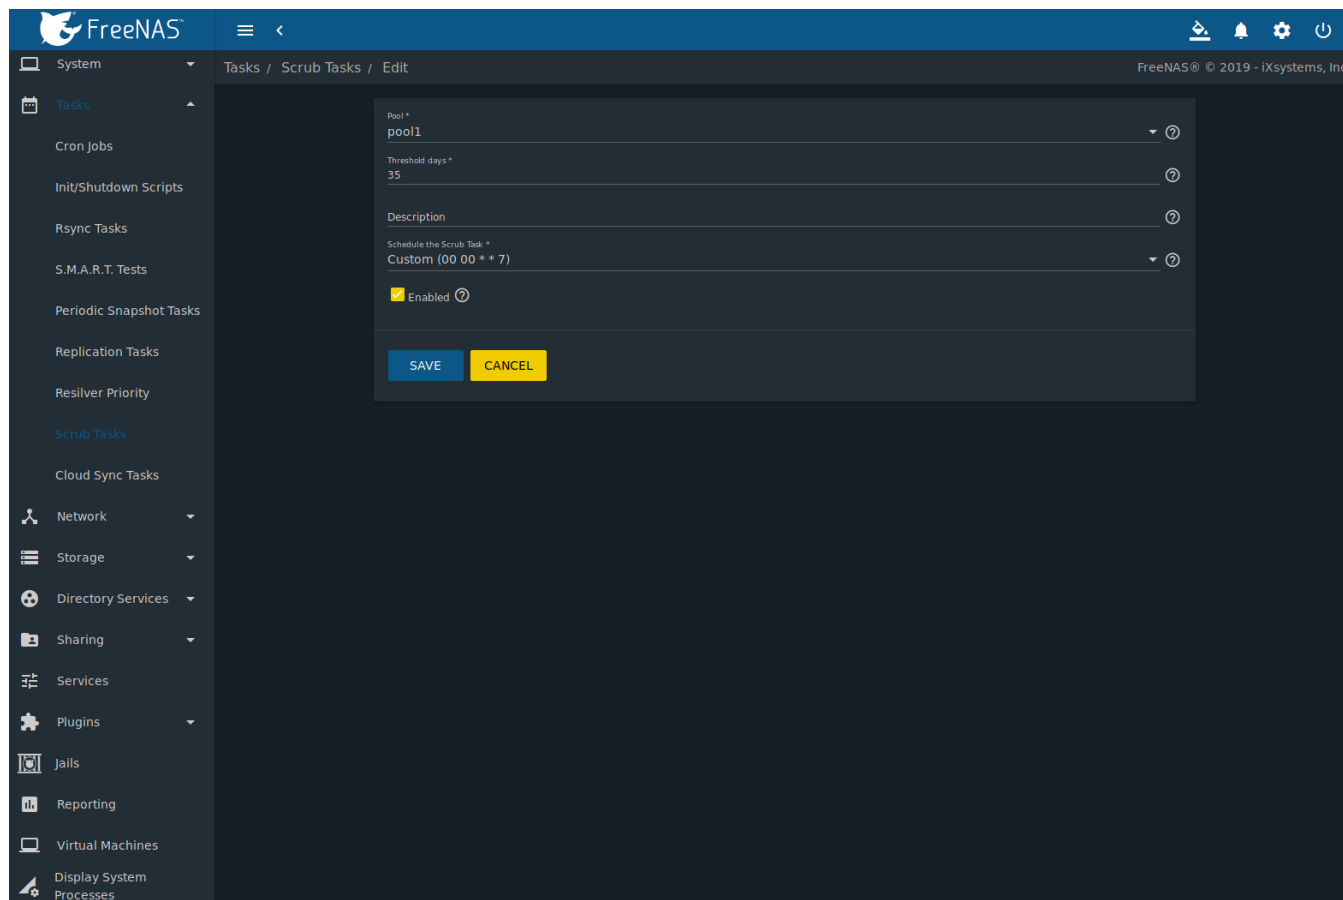 FreeNAS™
System
Tasks
Cron Jobs
Init/Shutdown Scripts
Rsync Tasks
S.M.A.R.T. Tests
Periodic Snapshot Tasks
Replication Tasks
Resilver Priority
Scrub Tasks
Cloud Sync Tasks
Network
Storage
Directory Services
Sharing
Services
Plugins
Jails
Reporting
Virtual Machines
Display System
Processes
Tasks / Scrub Tasks / Edit
FreeNAS® © 2019 - iXsystems, Inc
Pool *
pool1
Threshold days *
35
Description
Schedule the Scrub Task *
Custom (00 00 * * 7)
Enabled
SAVE CANCEL